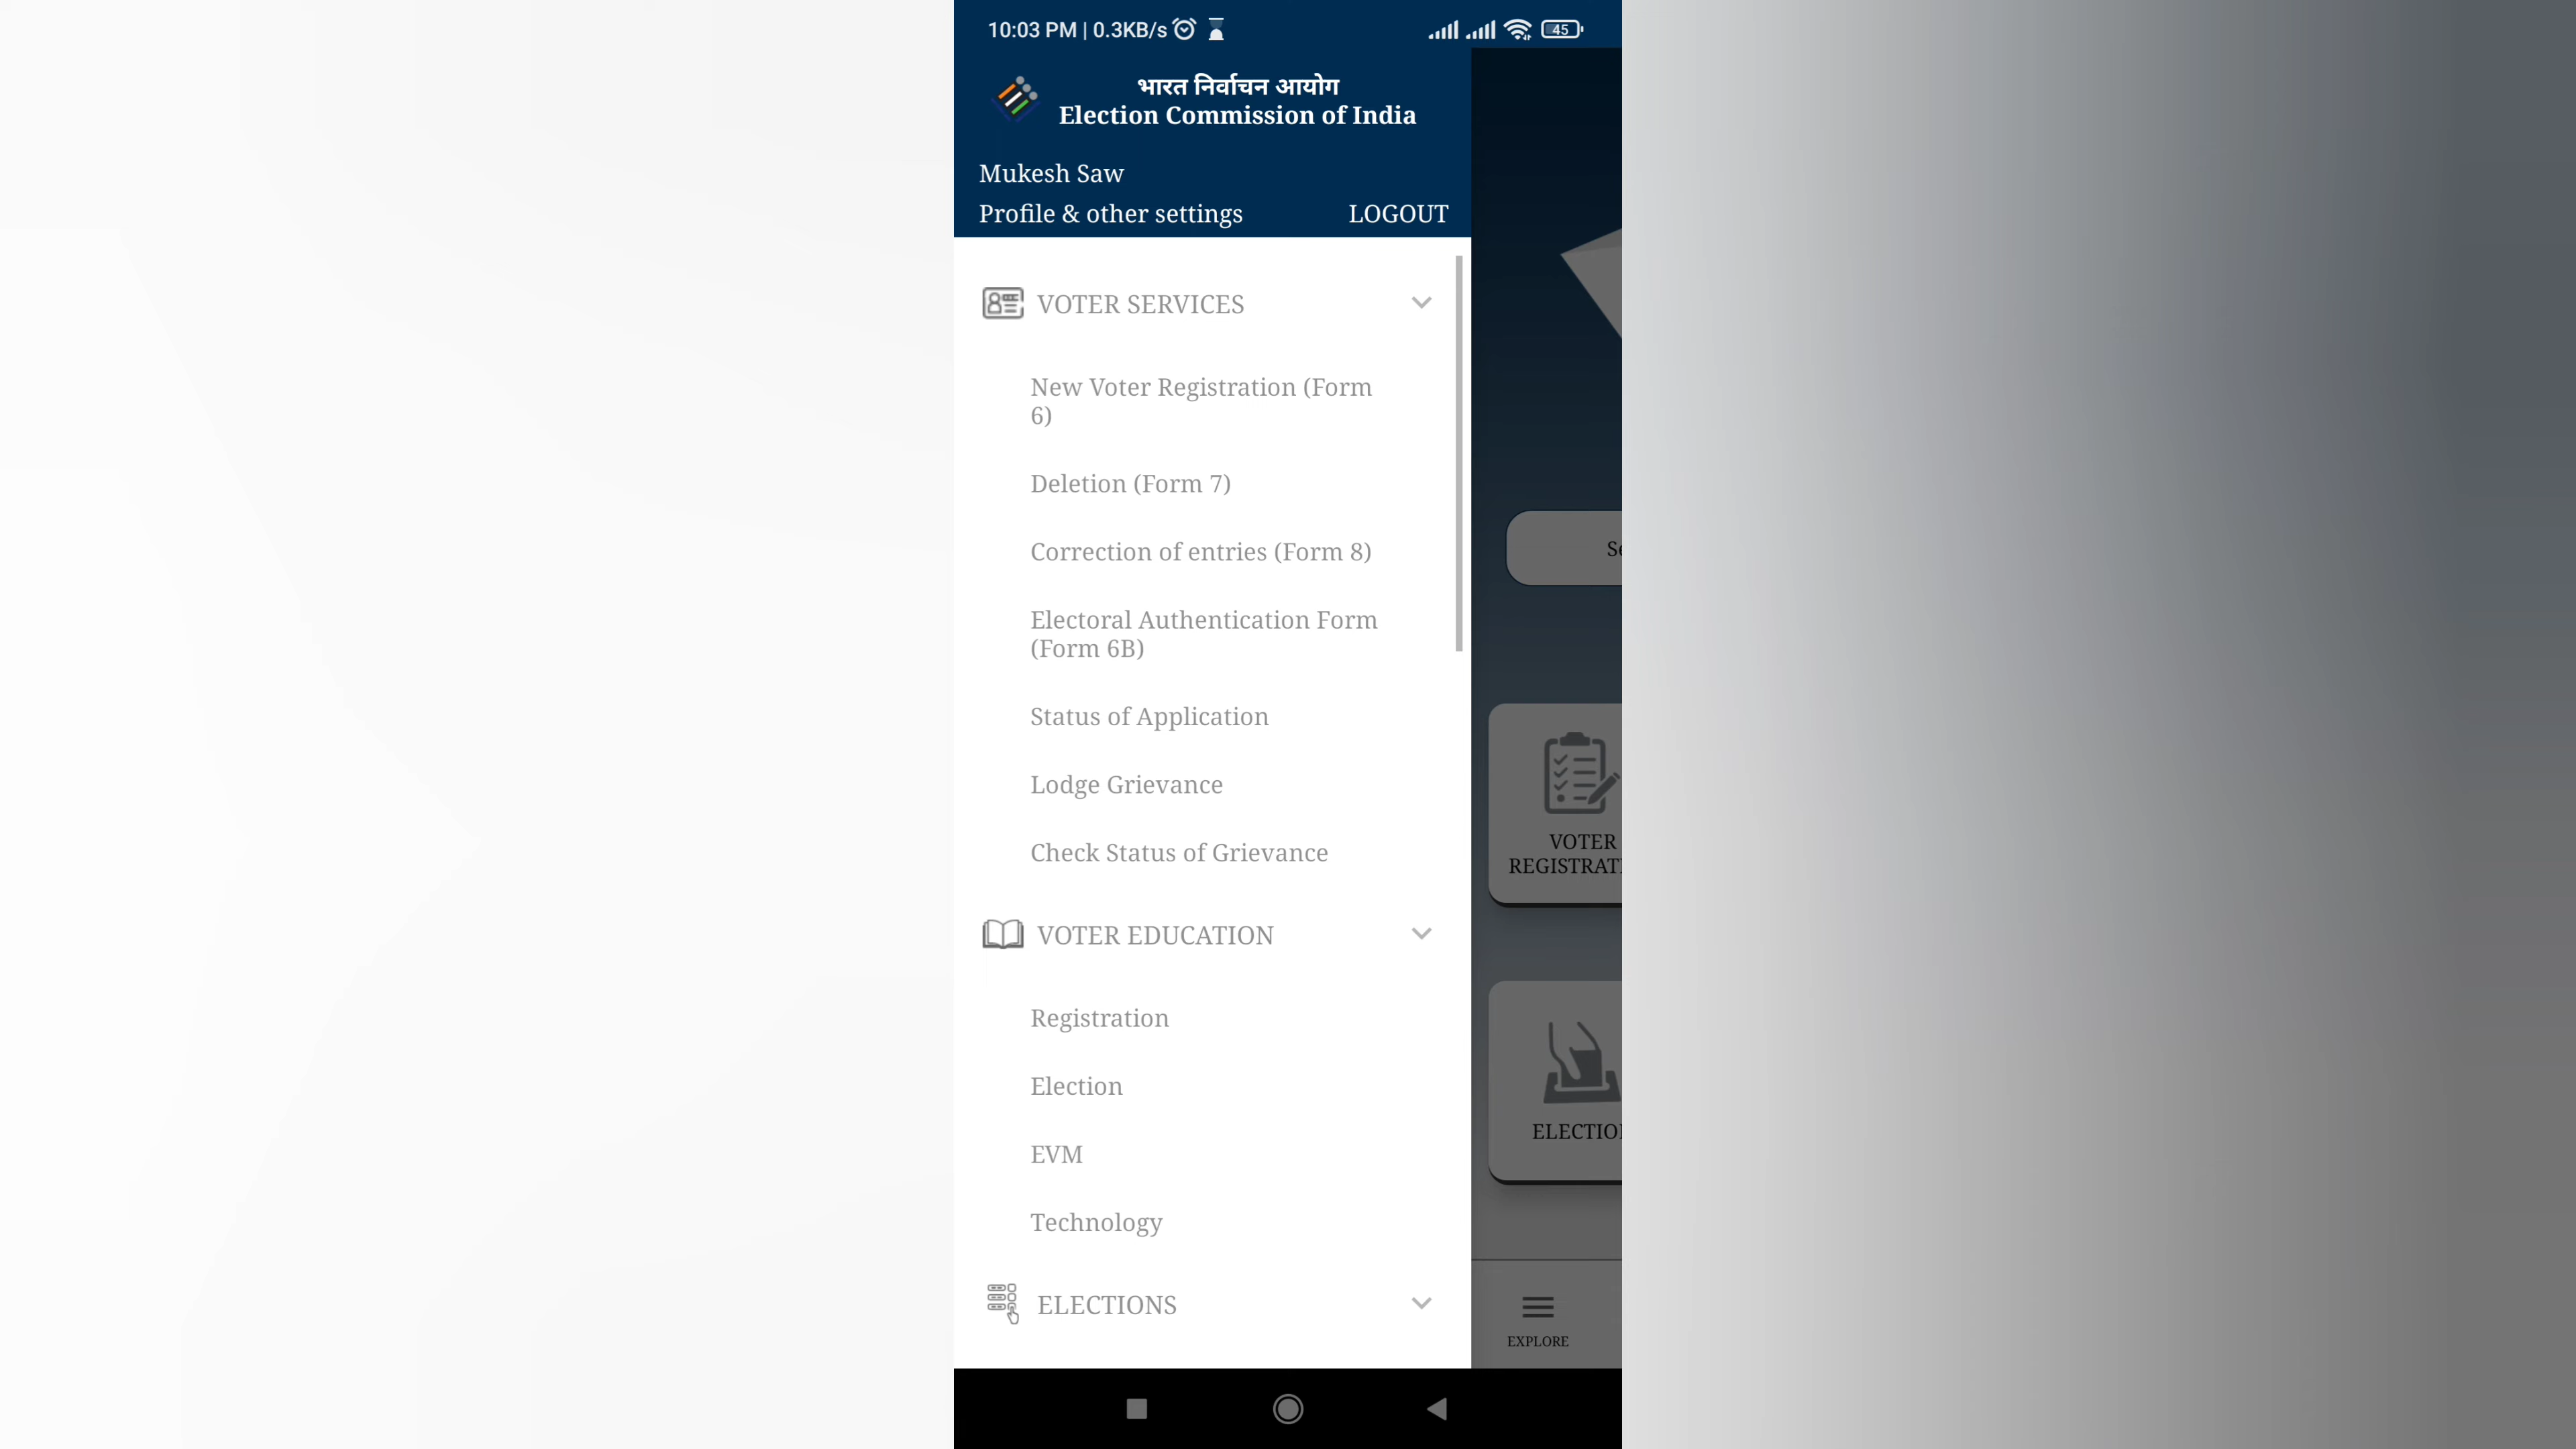 10:03 PM | 0.3KB/s
45
भारत निर्वाचन आयोग
Election Commission of India
Mukesh Saw
Profile & other settings
LOGOUT
VOTER SERVICES
New Voter Registration (Form
6)
Deletion (Form 7)
Correction of entries (Form 8)
Electoral Authentication Form
(Form 6B)
Status of Application
Lodge Grievance
Check Status of Grievance
VOTER EDUCATION
Registration
Election
EVM
Technology
ELECTIONS
VOTER
EXPLORE